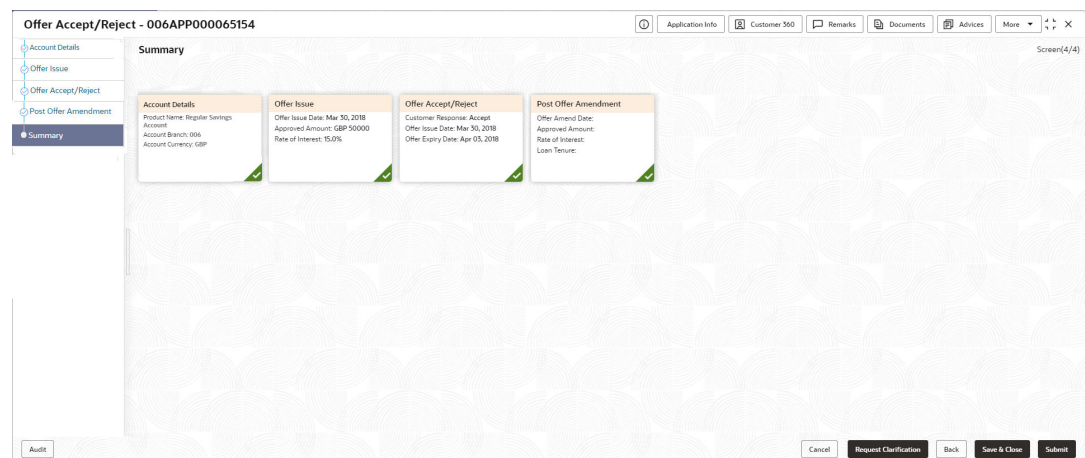 Offer Accept/Reject - 006APP000065154
Application Info
Customer 360
Remarks
Documents
Advices
More
Account Details
Offer Issue
Offer Accept/Reject
Post Offer Amendment
Summary
Summary
Screen(4/4)
Account Details
Product Name: Regular Savings
Account
Account Branch: 006
Account Currency: GBP
Offer Issue
Offer Issue Date: Mar 30, 2018
Approved Amount: GBP 50000
Rate of Interest: 15.0%
Offer Accept/Reject
Customer Response: Accept
Offer Issue Date: Mar 30, 2018
Offer Expiry Date: Apr 03, 2018
Post Offer Amendment
Offer Amend Date:
Approved Amount:
Rate of Interest:
Loan Tenure:
Audit
Cancel
Request Clarification
Back
Save & Close
Submit